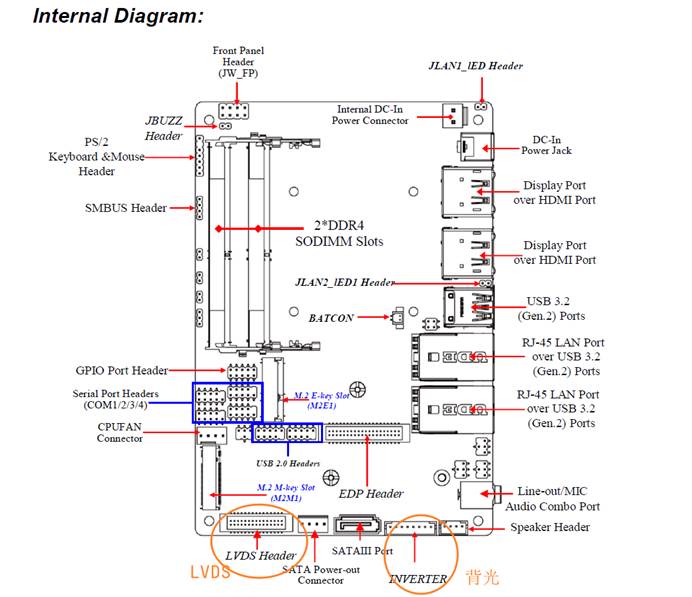 Internal Diagram:
Front Panel
Header
(JW_FP)
JLAN1_lED Header
JBUZZ
Header
Internal DC-In
Power Connector
PS/2
Keyboard &Mouse
Header
DC-In
Power Jack
SMBUS Header
Display Port
over HDMI Port
2*DDR4
SODIMM Slots
Display Port
over HDMI Port
JLAN2_lED1 Header
BATCON
USB 3.2
(Gen.2) Ports
RJ-45 LAN Port
over USB 3.2
(Gen.2) Ports
GPIO Port Header
Serial Port Headers
(COM1/2/3/4)
M.2 E-key Slot
(M2E1)
RJ-45 LAN Port
over USB 3.2
(Gen.2) Ports
CPUFAN
Connector
USB 2.0 Headers
M.2 M-key Slot
(M2M1)
EDP Header
Line-out/MIC
Audio Combo Port
Speaker Header
LVDS Header
SATAIII Port
LVDS
SATA Power-out
Connector
INVERTER
背光